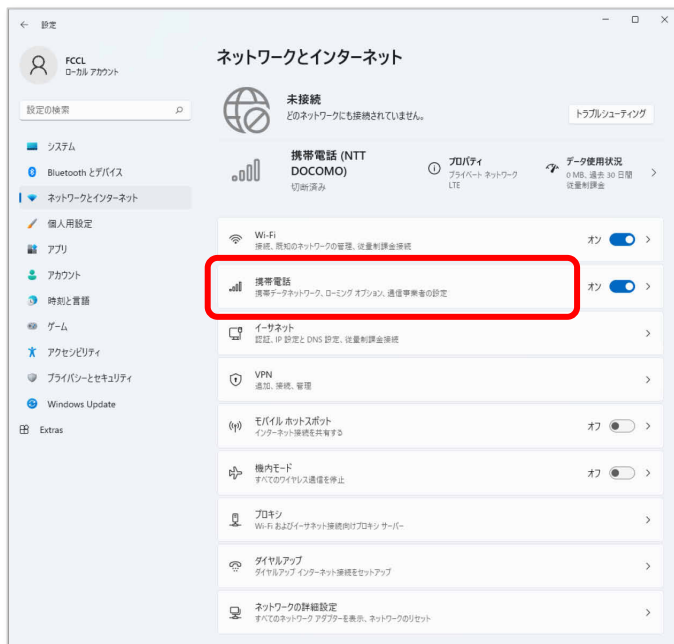 設定
FCCL
ローカル アカウント
設定の検索
システム
Bluetooth とデバイス
ネットワークとインターネット
個人用設定
アプリ
アカウント
時刻と言語
ゲーム
アクセシビリティ
プライバシーとセキュリティ
Windows Update
Extras
ネットワークとインターネット
未接続
どのネットワークにも接続されていません。
トラブルシューティング
携帯電話 (NTT
DOCOMO)
切断済み
プロパティ
プライベート ネットワーク
LTE
データ使用状況
0 MB、過去 30 日間
従量制課金
Wi-Fi
接続、既知のネットワークの管理、従量制課金接続
オン
携帯電話
携帯データネットワーク、ローミング オプション、通信事業者の設定
オン
イーサネット
認証、IP 設定と DNS 設定、従量制課金接続
VPN
追加、接続、管理
モバイル ホットスポット
インターネット接続を共有する
オフ
機内モード
すべてのワイヤレス通信を停止
オフ
プロキシ
Wi-Fi およびイーサネット接続向けプロキシ サーバー
ダイヤルアップ
ダイヤルアップ インターネット接続をセットアップ
ネットワークの詳細設定
すべてのネットワーク アダプターを表示、ネットワークのリセット